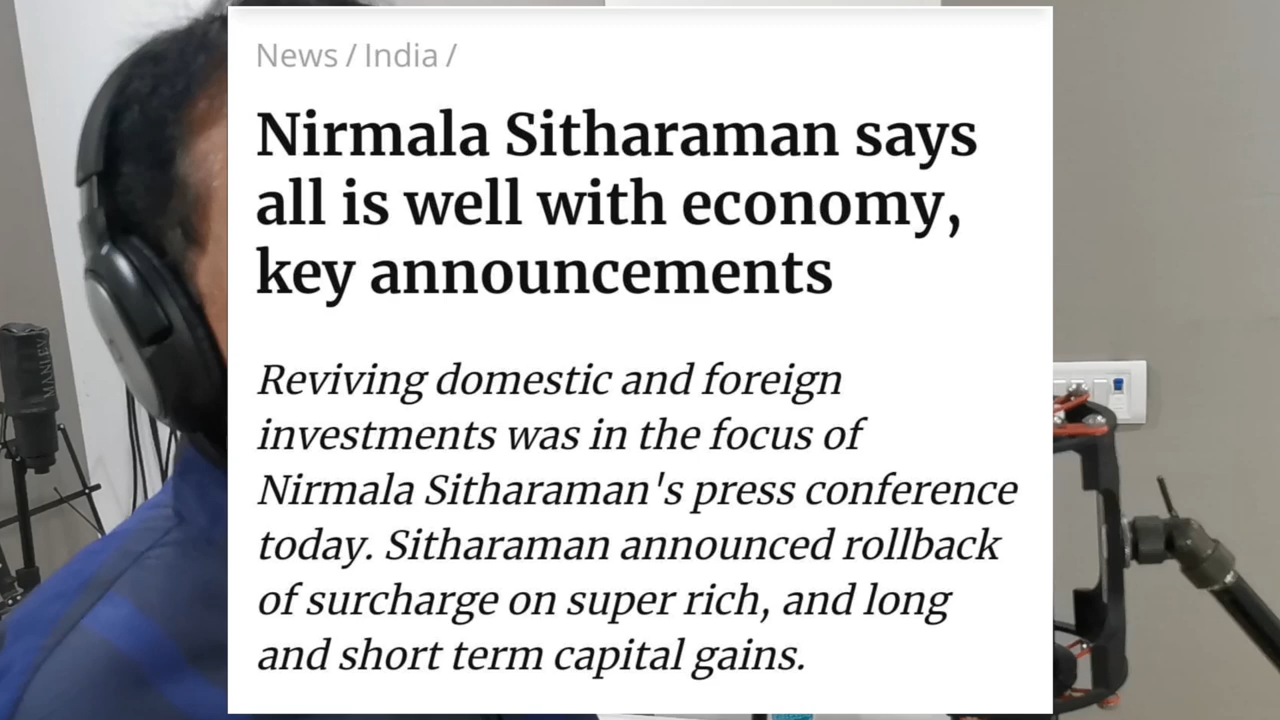 News / India /
Nirmala Sitharaman says
all is well with economy,
key announcements
Reviving domestic and foreign
investments was in the focus of
Nirmala Sitharaman's press conference
today. Sitharaman announced rollback
of surcharge on super rich, and long
and short term capital gains.
MANLEY